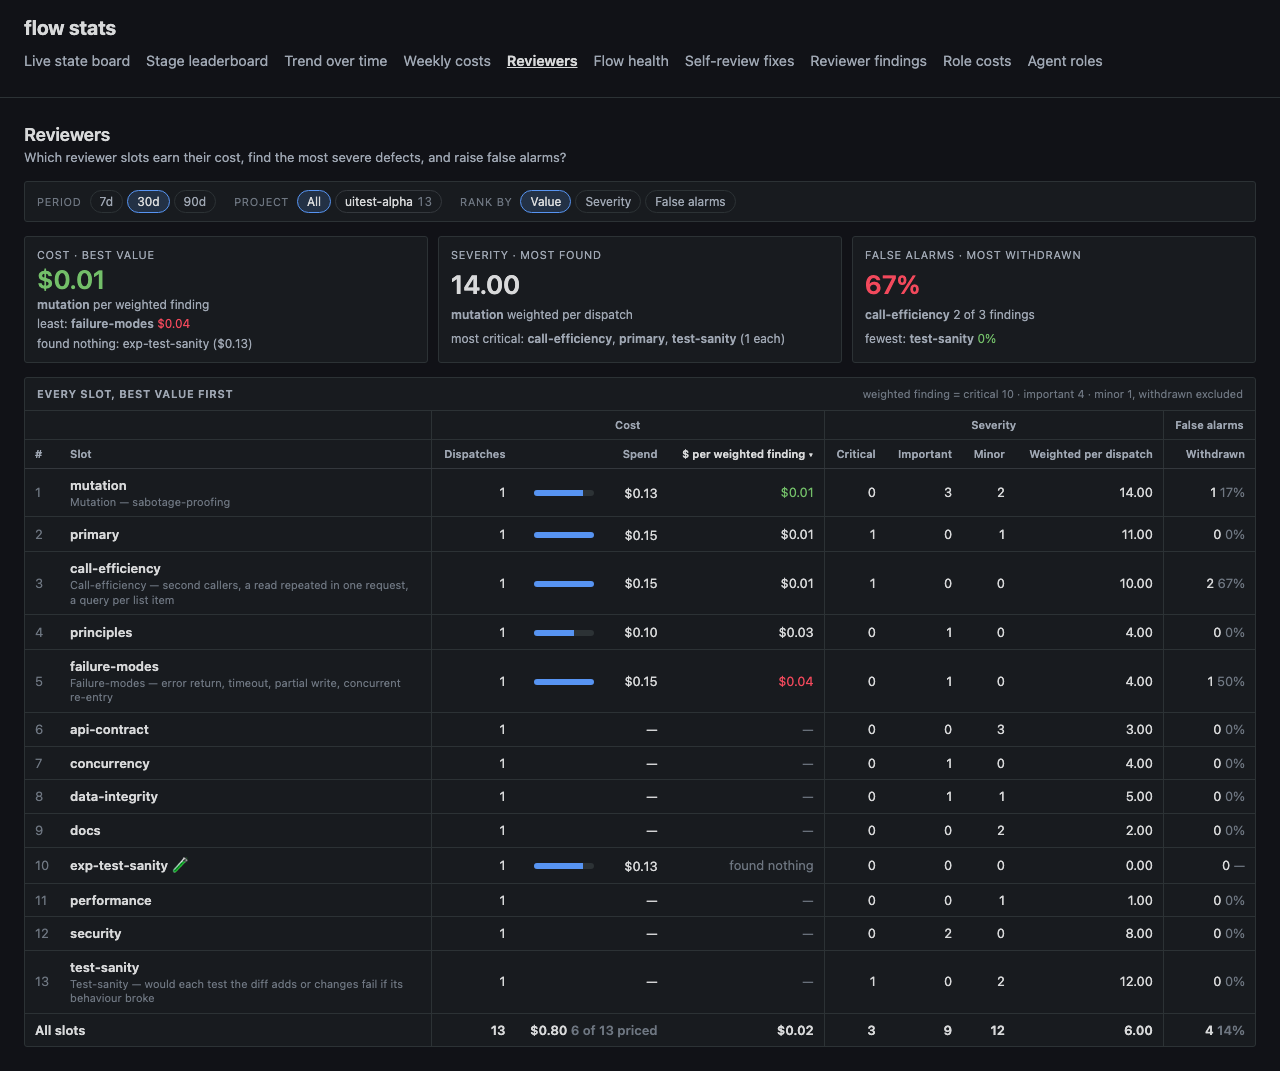 flow stats
Live state board Stage leaderboard Trend over time Weekly costs Reviewers Flow health Self-review fixes Reviewer findings Role costs Agent roles
Reviewers
Which reviewer slots earn their cost, find the most severe defects, and raise false alarms?
PERIOD 7d 30d 90d PROJECT All uitest-alpha 13 RANK BY Value Severity False alarms
COST · BEST VALUE
$0.01
mutation per weighted finding
least: failure-modes $0.04
found nothing: exp-test-sanity ($0.13)
SEVERITY · MOST FOUND
14.00
mutation weighted per dispatch
most critical: call-efficiency, primary, test-sanity (1 each)
FALSE ALARMS · MOST WITHDRAWN
67%
call-efficiency 2 of 3 findings
fewest: test-sanity 0%
EVERY SLOT, BEST VALUE FIRST weighted finding = critical 10 · important 4 · minor 1, withdrawn excluded
Cost Severity False alarms
# Slot Dispatches Spend $ per weighted finding ▾ Critical Important Minor Weighted per dispatch Withdrawn
1 mutation 1 $0.13 $0.01 0 3 2 14.00 1 17%
Mutation — sabotage-proofing
2 primary 1 $0.15 $0.01 1 0 1 11.00 0 0%
3 call-efficiency 1 $0.15 $0.01 1 0 0 10.00 2 67%
Call-efficiency — second callers, a read repeated in one request,
a query per list item
4 principles 1 $0.10 $0.03 0 1 0 4.00 0 0%
5 failure-modes 1 $0.15 $0.04 0 1 0 4.00 1 50%
Failure-modes — error return, timeout, partial write, concurrent
re-entry
6 api-contract 1 — — 0 0 3 3.00 0 0%
7 concurrency 1 — — 0 1 0 4.00 0 0%
8 data-integrity 1 — — 0 1 1 5.00 0 0%
9 docs 1 — — 0 0 2 2.00 0 0%
10 exp-test-sanity 1 $0.13 found nothing 0 0 0 0.00 0 —
11 performance 1 — — 0 0 1 1.00 0 0%
12 security 1 — — 0 2 0 8.00 0 0%
13 test-sanity 1 — — 1 0 2 12.00 0 0%
Test-sanity — would each test the diff adds or changes fail if its
behaviour broke
All slots 13 $0.80 6 of 13 priced $0.02 3 9 12 6.00 4 14%